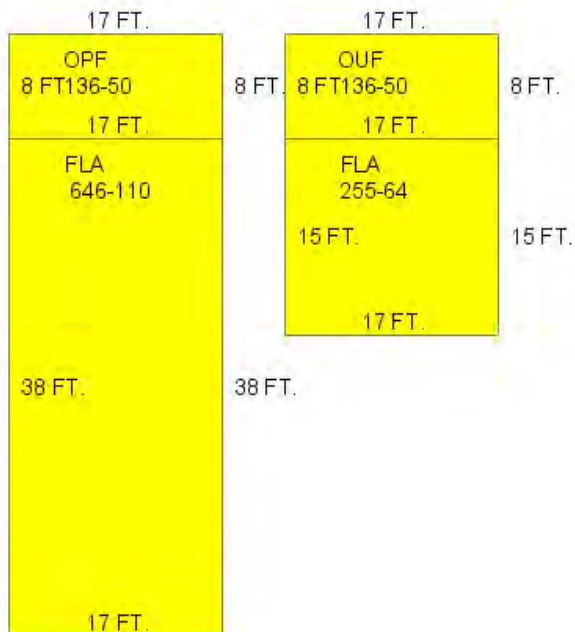 17 FT.
17 FT.
OPF
8 FT136-50
8 FT.
OUF
8 FT136-50
8 FT.
17 FT.
17 FT.
FLA
646-110
FLA
255-64
15 FT.
15 FT.
17 FT.
38 FT.
38 FT.
17 FT.